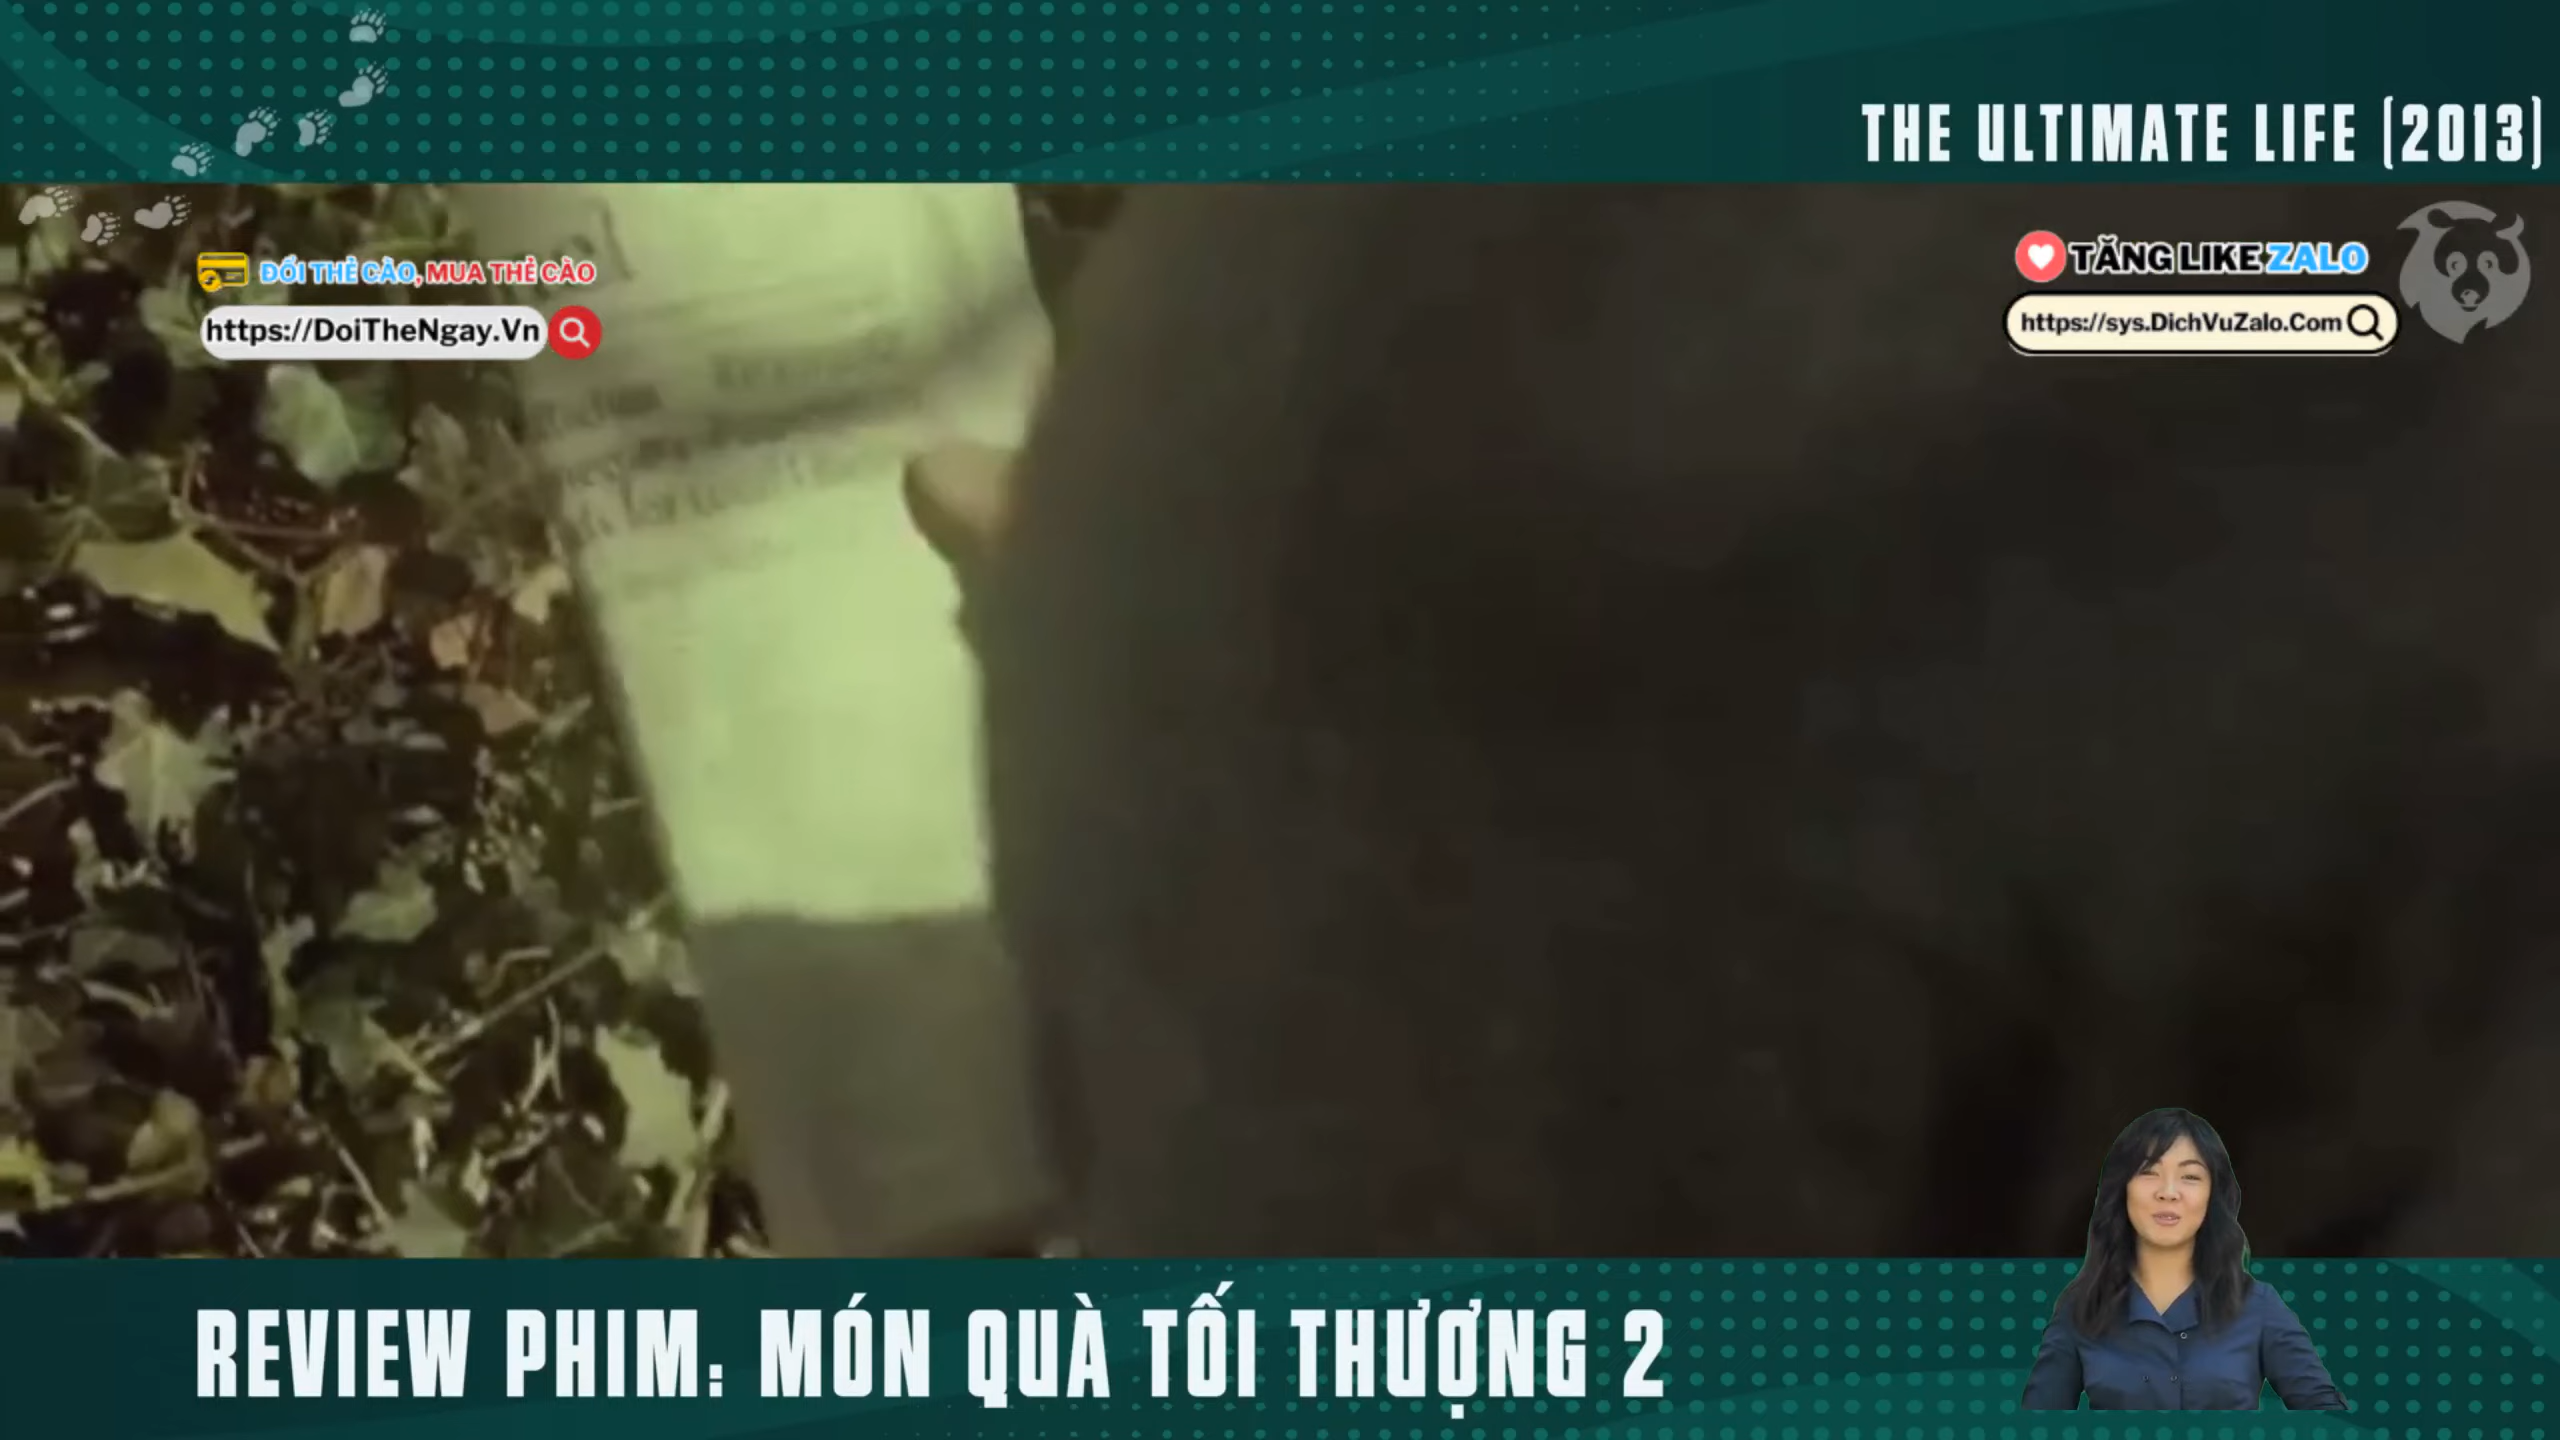 THE ULTIMATE LIFE (2013)
ĐỔI THẺ CÀO, MUA THẺ CÀO
https://DoiTheNgay.Vn
TĂNG LIKE ZALO
https://sys.DichVuZalo.Com
REVIEW PHIM: MÓN QUÀ TỐI THƯỢNG 2